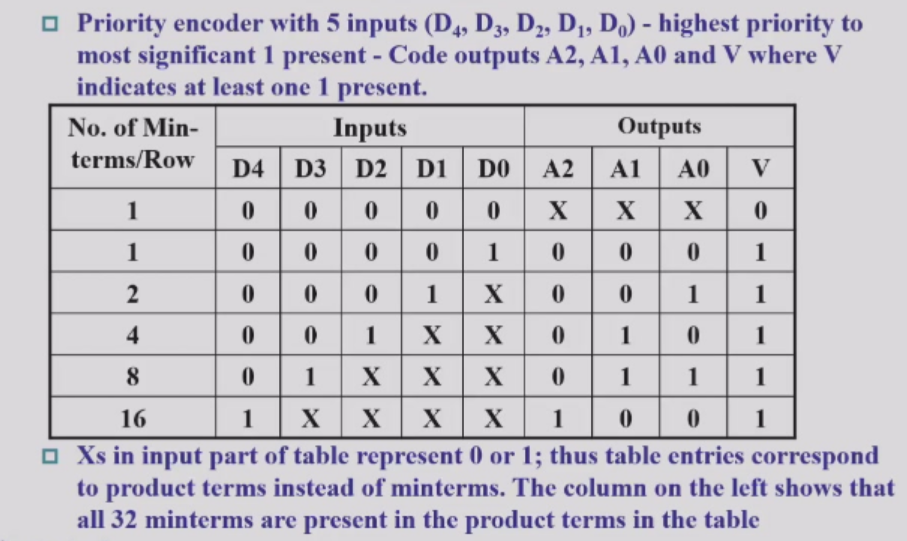 Priority encoder with 5 inputs (D4, D3, D2, D1, D0) - highest priority to
most significant 1 present - Code outputs A2, A1, A0 and V where V
indicates at least one 1 present.
No. of Min-terms/Row Inputs Outputs
D4 D3 D2 D1 D0 A2 A1 A0 V
1 0 0 0 0 0 X X X 0
1 0 0 0 0 1 0 0 0 1
2 0 0 0 1 X 0 0 1 1
4 0 0 1 X X 0 1 0 1
8 0 1 X X X 0 1 1 1
16 1 X X X X 1 0 0 1
Xs in input part of table represent 0 or 1; thus table entries correspond
to product terms instead of minterms. The column on the left shows that
all 32 minterms are present in the product terms in the table